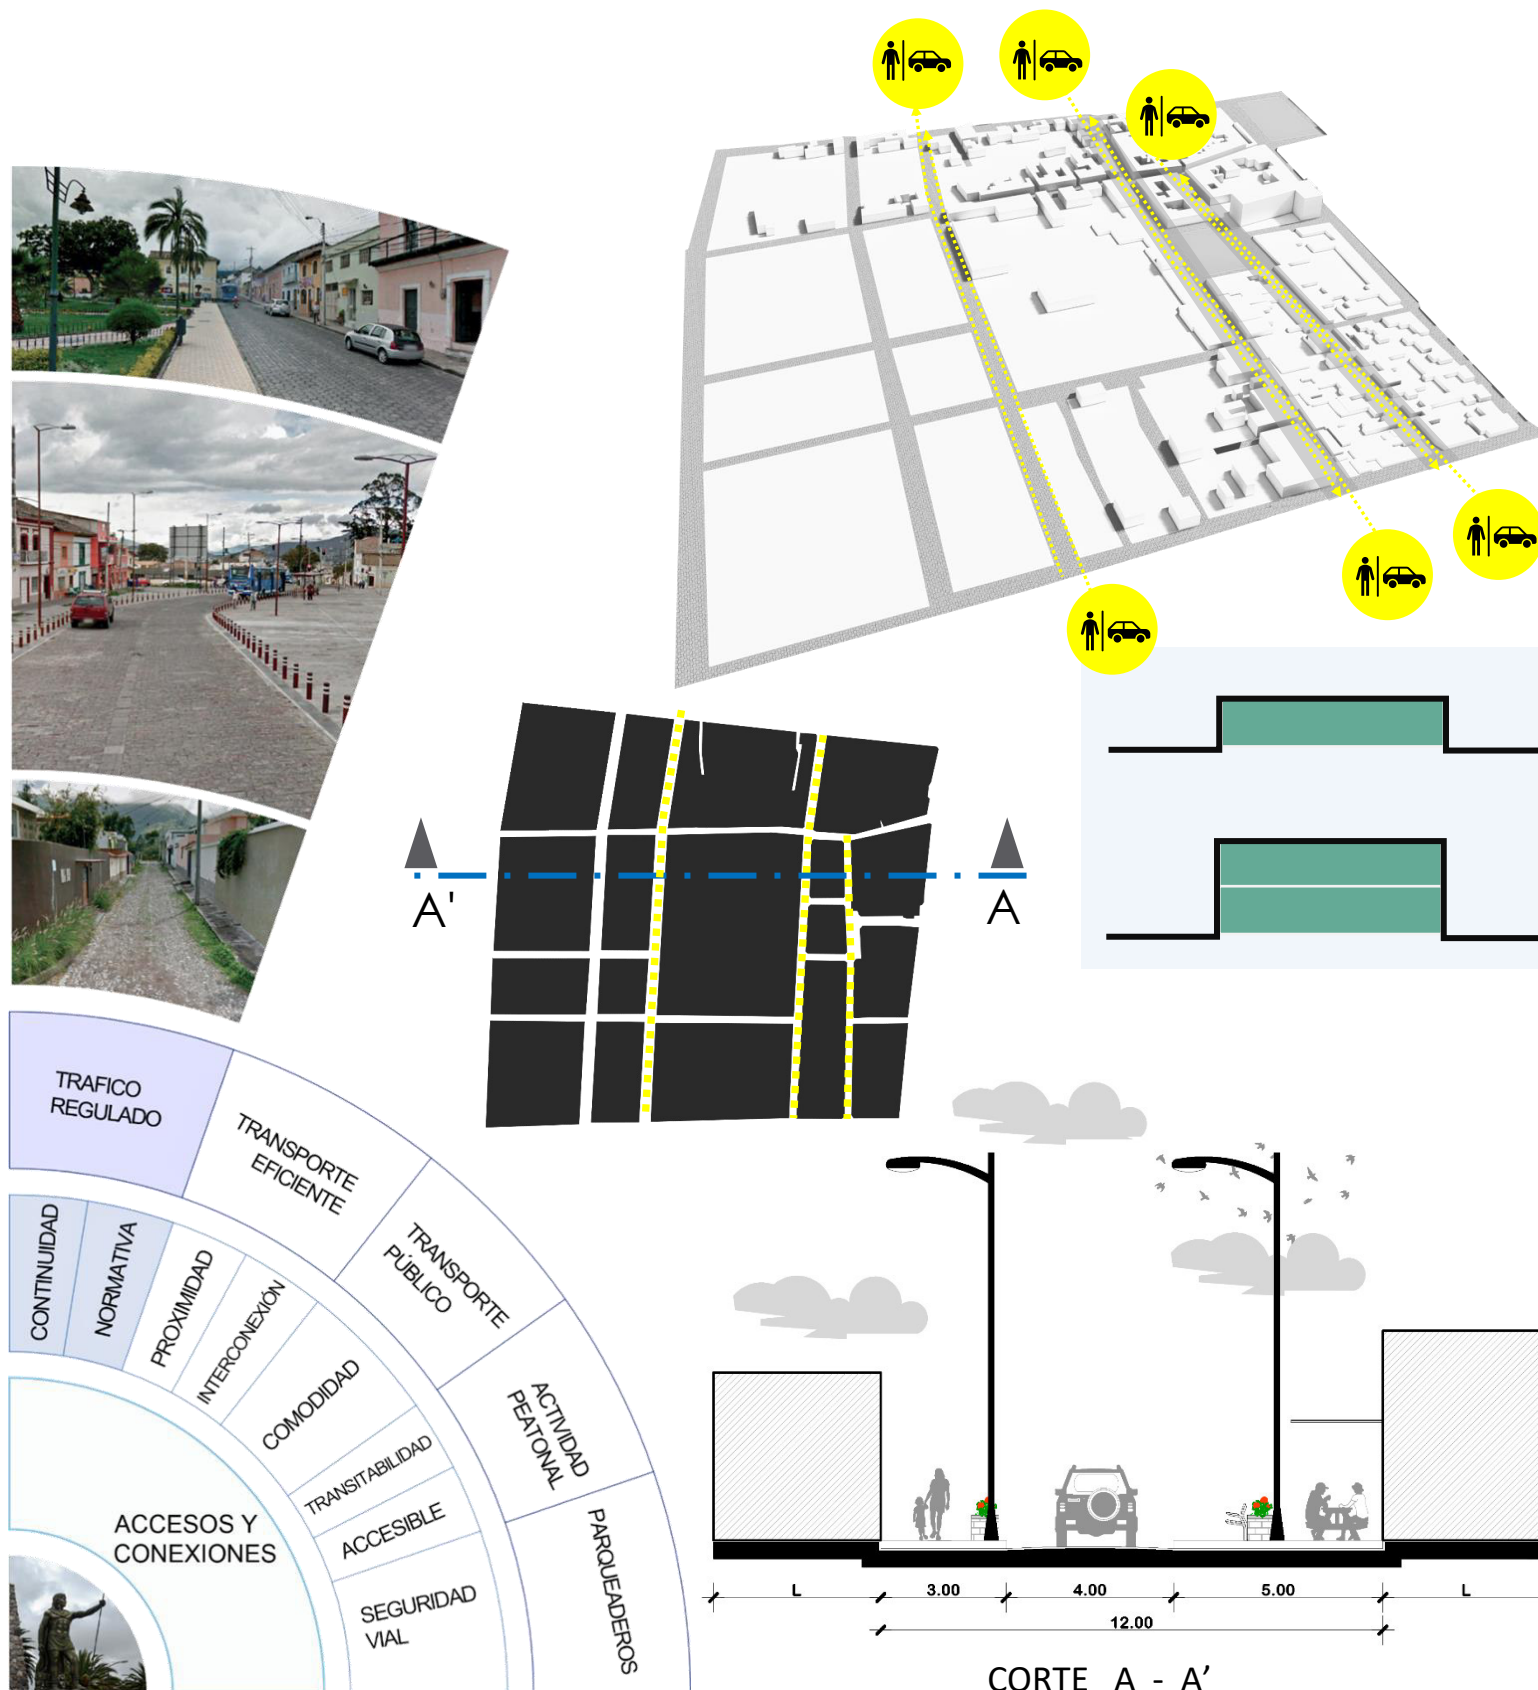 A'
A
TRAFICO
REGULADO
TRANSPORTE
EFICIENTE
TRANSPORTE
PÚBLICO
ACTIVIDAD
PEATONAL
PARQUEADEROS
CONTINUIDAD
NORMATIVA
PROXIMIDAD
INTERCONEXIÓN
COMODIDAD
TRANSITABILIDAD
ACCESIBLE
SEGURIDAD
VIAL
ACCESOS Y
CONEXIONES
L 3.00 4.00 5.00 L
12.00
CORTE A - A’